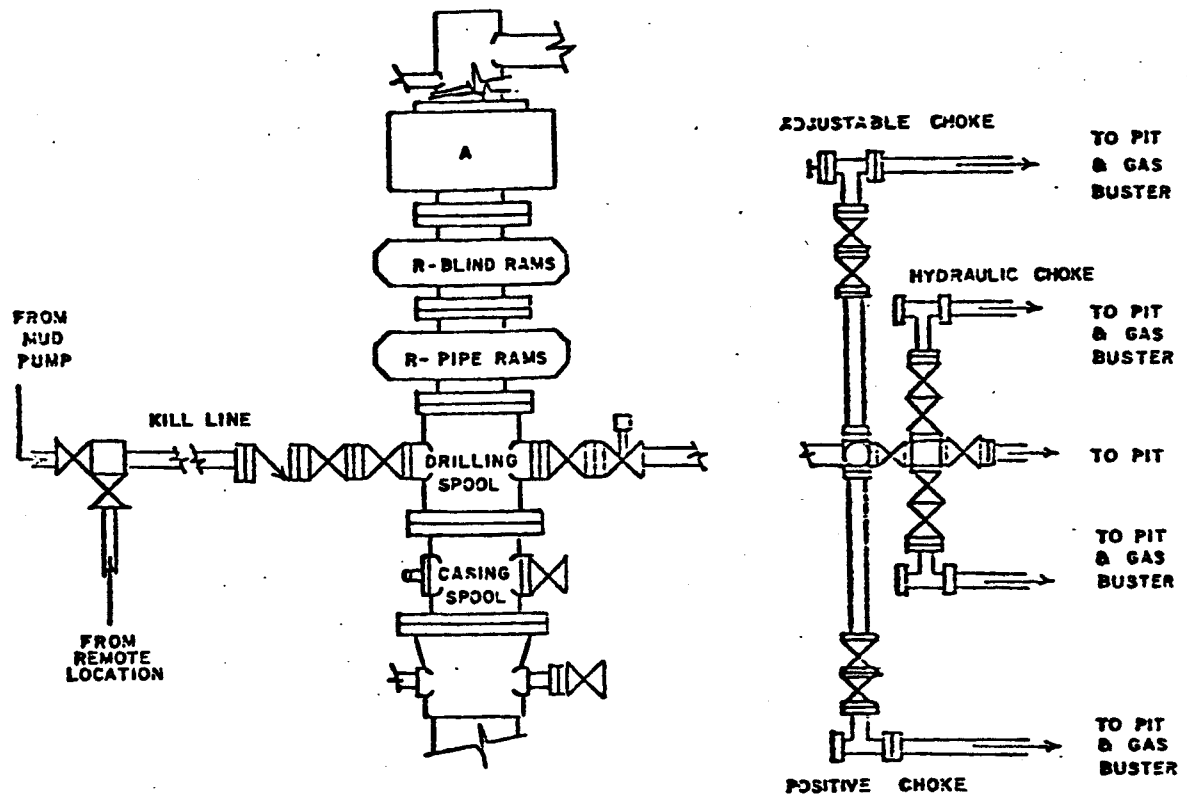 A
R-BLIND RAMS
R- PIPE RAMS
FROM
MUD
PUMP
KILL LINE
DRILLING
SPOOL
CASING
SPOOL
FROM
REMOTE
LOCATION
ADJUSTABLE CHOKE
TO PIT
& GAS
BUSTER
HYDRAULIC CHOKE
TO PIT
& GAS
BUSTER
TO PIT
TO PIT
& GAS
BUSTER
TO PIT
& GAS
BUSTER
POSITIVE CHOKE